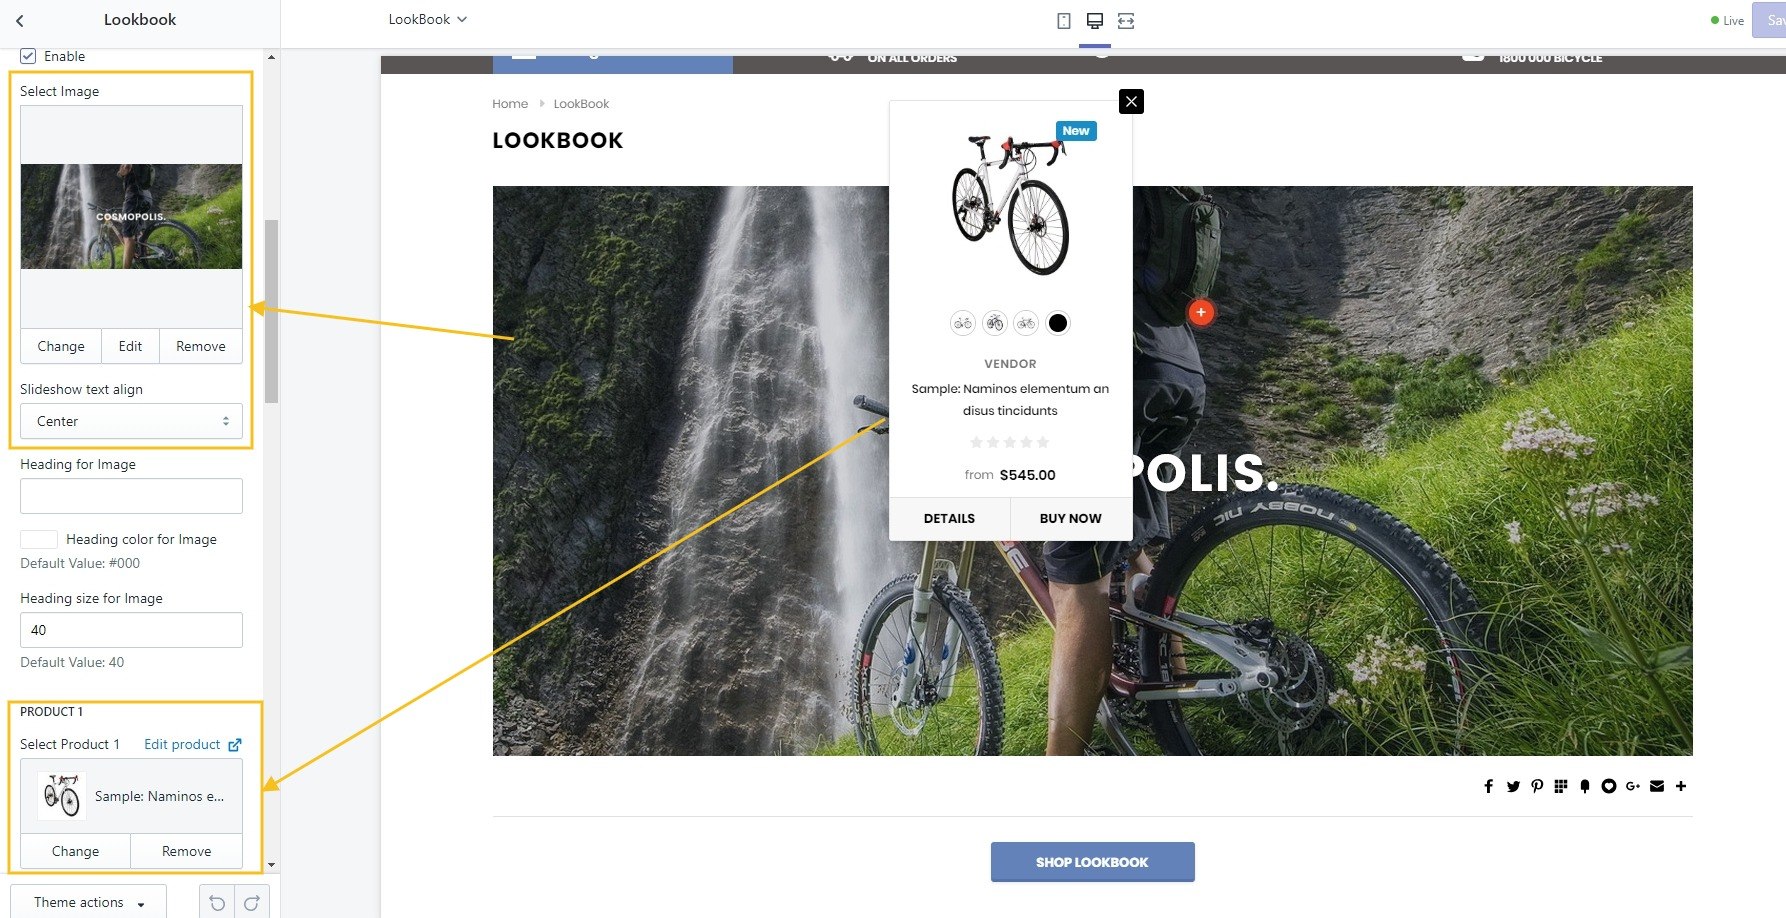 Lookbook
LookBook
Live
Enable
Select Image
COSMOPOLIS.
Change
Edit
Remove
Slideshow text align
Center
Heading for Image
Heading color for Image
Default Value: #000
Heading size for Image
40
Default Value: 40
PRODUCT 1
Select Product 1
Edit product
Sample: Naminos e...
Change
Remove
Theme actions
ON ALL ORDERS
1800 000 BICYCLE
Home
LookBook
LOOKBOOK
New
VENDOR
Sample: Naminos elementum an
disus tincidunts
from $545.00
DETAILS
BUY NOW
POLIS.
NOBBY NIC
SHOP LOOKBOOK